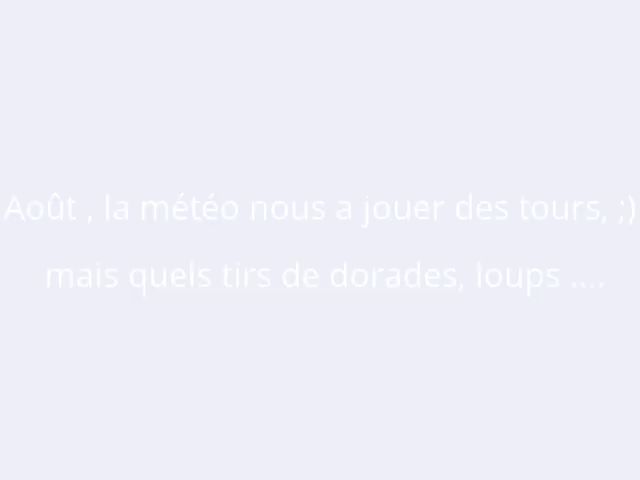 Août , la météo nous a jouer des tours, ;)
mais quels tirs de dorades, loups ....